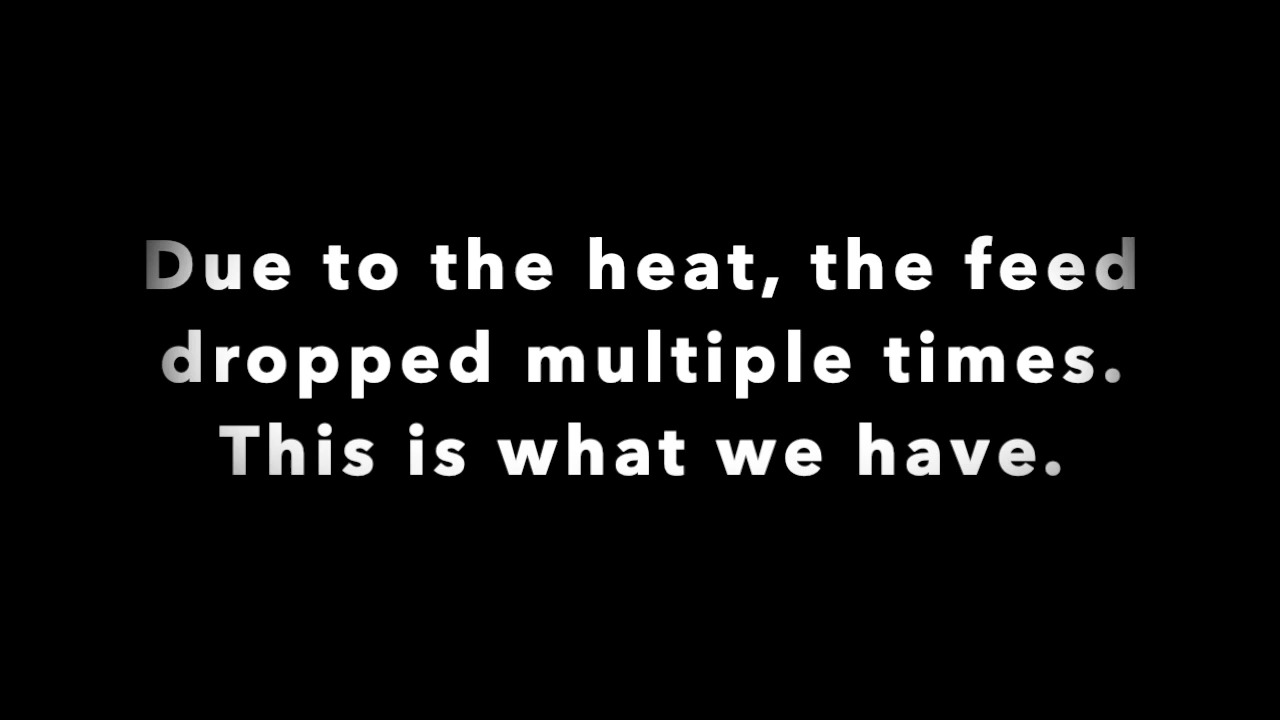 Due to the heat, the feed
dropped multiple times.
This is what we have.